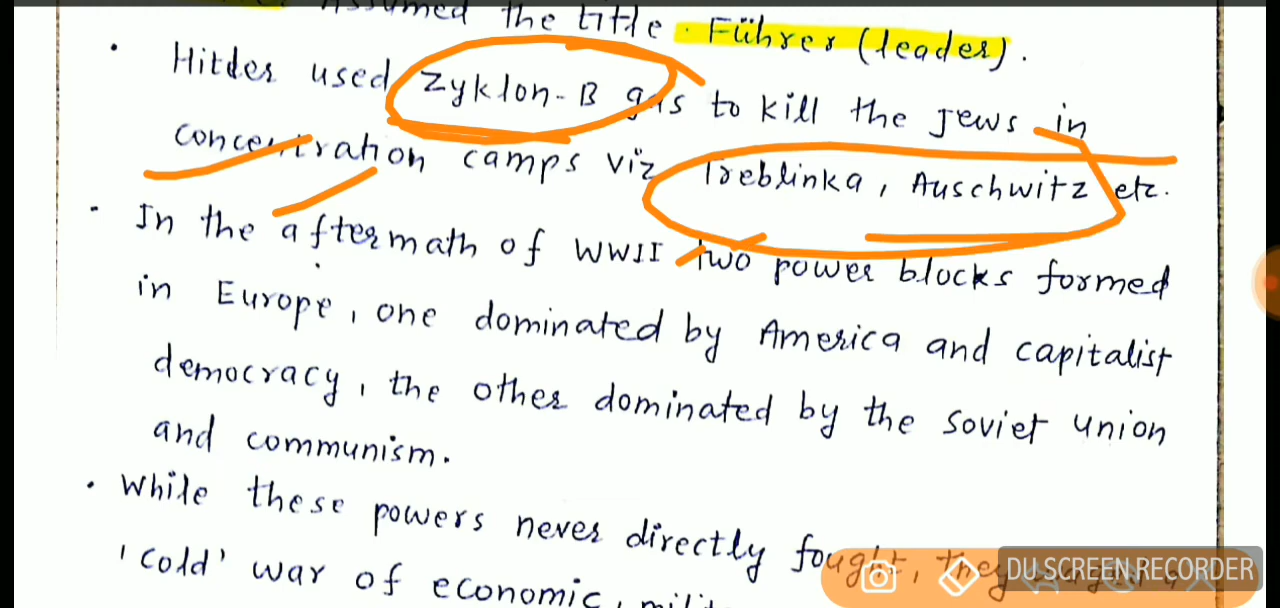 Assumed the title Führer (leader).
• Hitler used Zyklon-B gas to kill the Jews in
concentration camps viz Treblinka, Auschwitz etc.
• In the aftermath of WWII two power blocks formed
in Europe, one dominated by America and capitalist
democracy, the other dominated by the Soviet union
and communism.
• While these powers never directly fought, they
'cold' war of economic,
DU SCREEN RECORDER